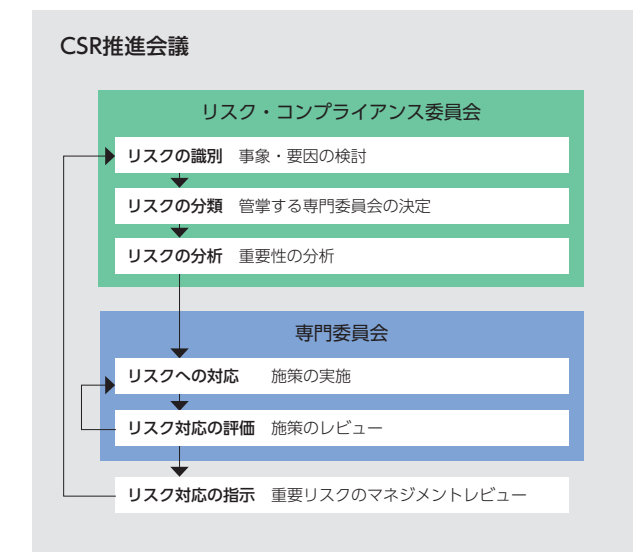 CSR推進会議
リスク・コンプライアンス委員会
リスクの識別 事象・要因の検討
リスクの分類 管掌する専門委員会の決定
リスクの分析 重要性の分析
専門委員会
リスクへの対応 施策の実施
リスク対応の評価 施策のレビュー
リスク対応の指示 重要リスクのマネジメントレビュー